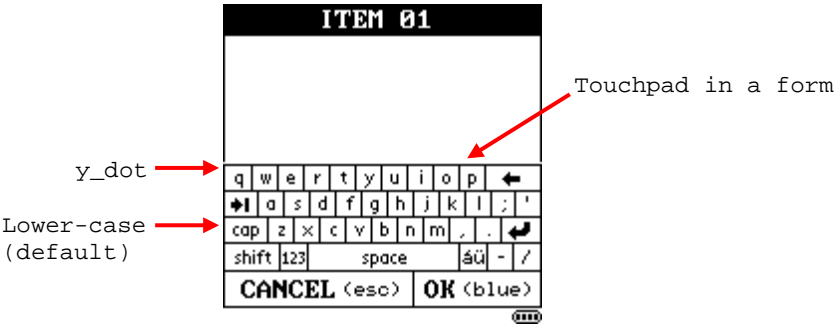 ITEM 01
Touchpad in a form
y_dot
q w e r t y u i o p
a s d f g h j k l ; '
Lower-case
(default)
cap z x c v b n m , .
shift 123 space áü - /
CANCEL (esc) OK (blue)